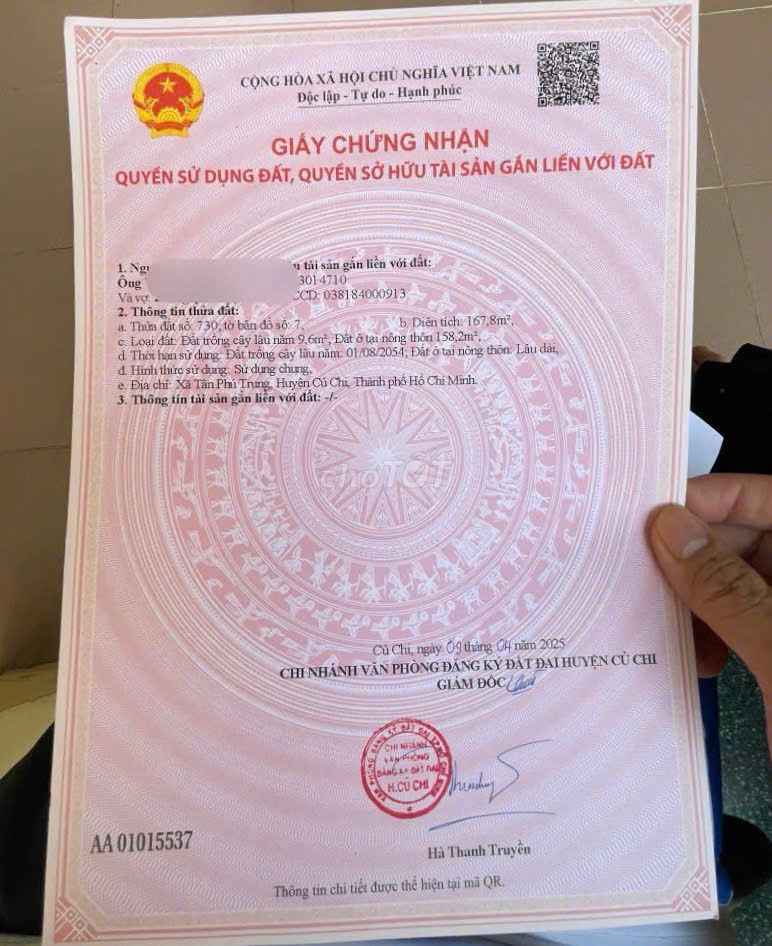 CỘNG HÒA XÃ HỘI CHỦ NGHĨA VIỆT NAM
Độc lập - Tự do - Hạnh phúc
GIẤY CHỨNG NHẬN
QUYỀN SỬ DỤNG ĐẤT, QUYỀN SỞ HỮU TÀI SẢN GẮN LIỀN VỚI ĐẤT
1. tài sản gắn liền với đất:
Ông 3014710
Và vợ: CCD: 038184000913
2. Thông tin thửa đất:
a. Thửa đất số: 730; tờ bản đồ số: 7, b. Diện tích: 167,8m²,
c. Loại đất: Đất trồng cây lâu năm 9,6m², Đất ở tại nông thôn 158,2m²,
d. Thời hạn sử dụng: Đất trồng cây lâu năm: 01/08/2054; Đất ở tại nông thôn: Lâu dài,
đ. Hình thức sử dụng: Sử dụng chung,
e. Địa chỉ: Xã Tân Phú Trung, Huyện Củ Chi, Thành phố Hồ Chí Minh.
3. Thông tin tài sản gắn liền với đất: -/-
chợTỐT
Củ Chi, ngày 09 tháng 04 năm 2025
CHI NHÁNH VĂN PHÒNG ĐĂNG KÝ ĐẤT ĐAI HUYỆN CỦ CHI
GIÁM ĐỐC
CHI NHÁNH
VĂN PHÒNG
ĐĂNG KÝ ĐẤT ĐAI
H.CỦ CHI
AA 01015537
Hà Thanh Truyền
Thông tin chi tiết được thể hiện tại mã QR.